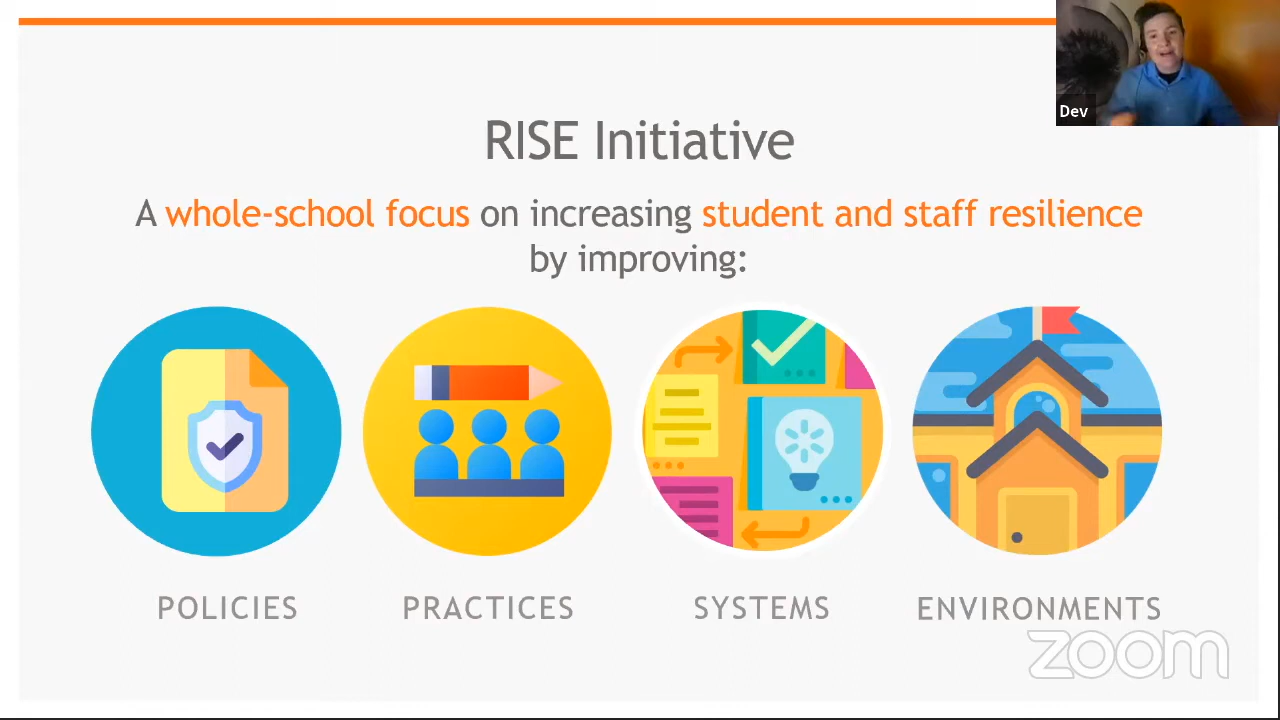 Dev
RISE Initiative
A whole-school focus on increasing student and staff resilience
by improving:
POLICIES
PRACTICES
SYSTEMS
ENVIRONMENTS
zoom